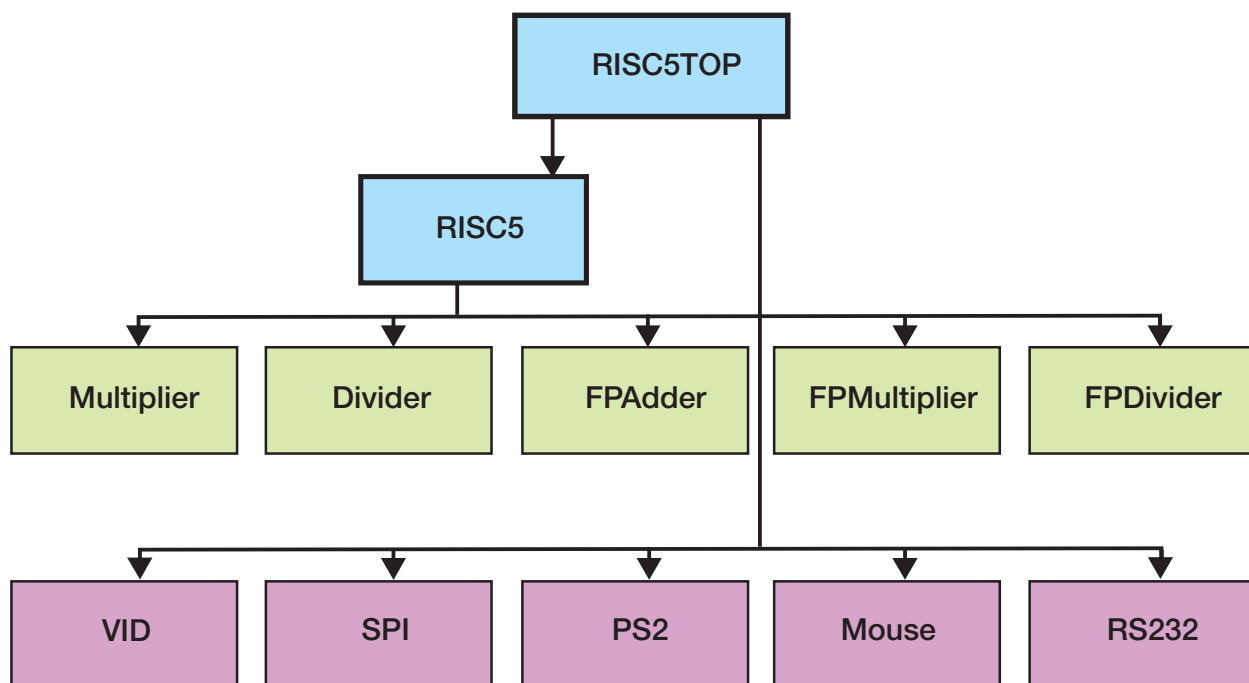 RISC5TOP
RISC5
Multiplier Divider FPAdder FPMultiplier FPDivider
VID SPI PS2 Mouse RS232